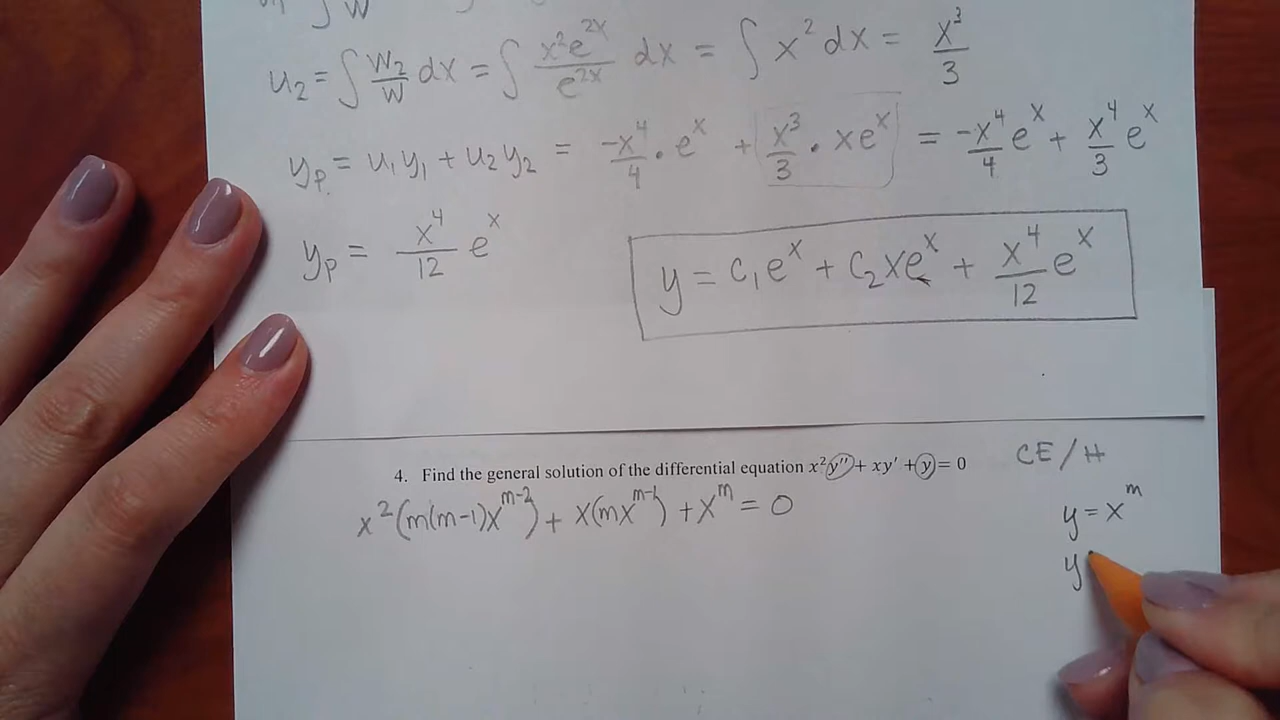 ∫ W
u₂ = ∫ W₂/W dx = ∫ x²e^(2x)/e^(2x) dx = ∫ x² dx = x³/3
y_p = u₁y₁ + u₂y₂ = -x⁴/4 · e^x + x³/3 · xe^x = -x⁴/4 e^x + x⁴/3 e^x
y_p = x⁴/12 e^x
y = c₁e^x + c₂xe^x + x⁴/12 e^x
4. Find the general solution of the differential equation x²y″ + xy′ + y = 0
CE/H
x²(m(m-1)x^(m-2)) + x(mx^(m-1)) + x^m = 0
y = x^m
y